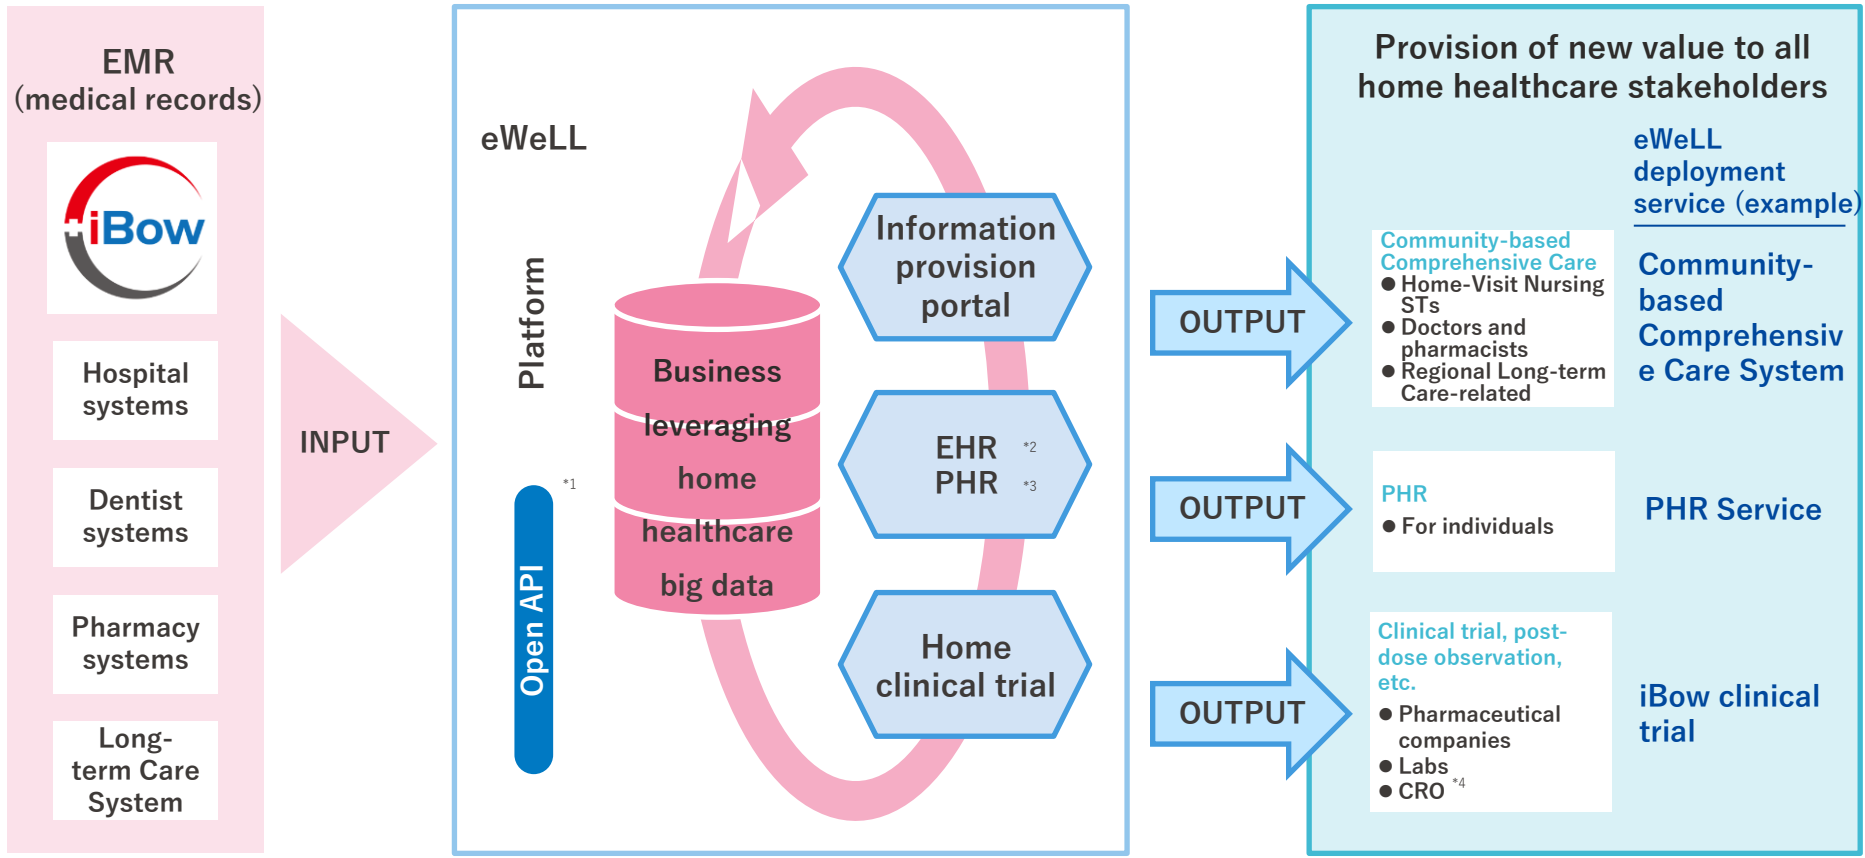 EMR
(medical records)
iBow
Hospital
systems
Dentist
systems
Pharmacy
systems
Long-
term Care
System
INPUT
eWeLL
Platform
*1
Open API
Business
leveraging
home
healthcare
big data
Information
provision
portal
EHR *2
PHR *3
Home
clinical trial
OUTPUT
OUTPUT
OUTPUT
Provision of new value to all
home healthcare stakeholders
eWeLL
deployment
service (example)
Community-based
Comprehensive Care
● Home-Visit Nursing
STs
● Doctors and
pharmacists
● Regional Long-term
Care-related
Community-
based
Comprehensiv
e Care System
PHR
● For individuals
PHR Service
Clinical trial, post-
dose observation,
etc.
● Pharmaceutical
companies
● Labs
● CRO *4
iBow clinical
trial